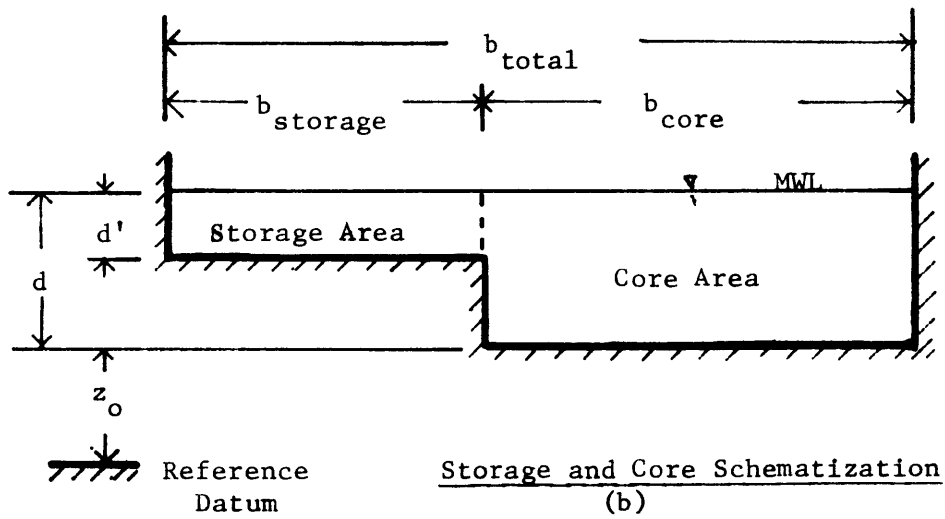 b total
b storage
b core
MWL
d'
Storage Area
d
Core Area
z o
Reference
Datum
Storage and Core Schematization
(b)